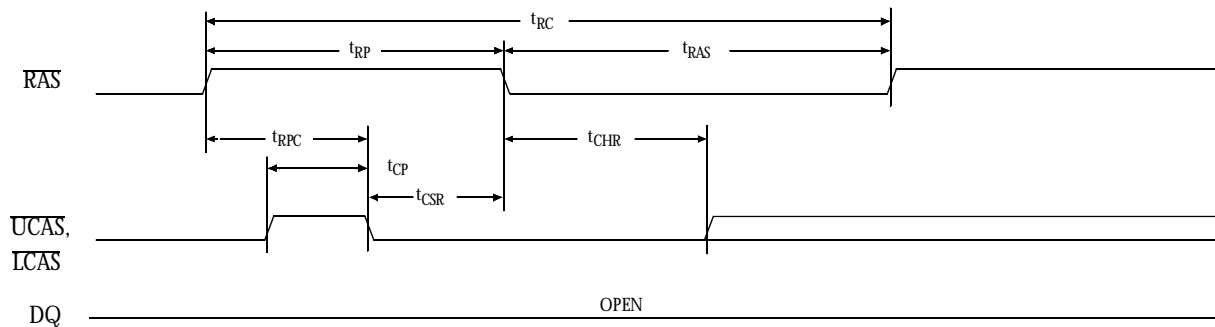 tRC
tRP
tRAS
RAS
tRPC
tCHR
tCP
tCSR
UCAS,
LCAS
OPEN
DQ